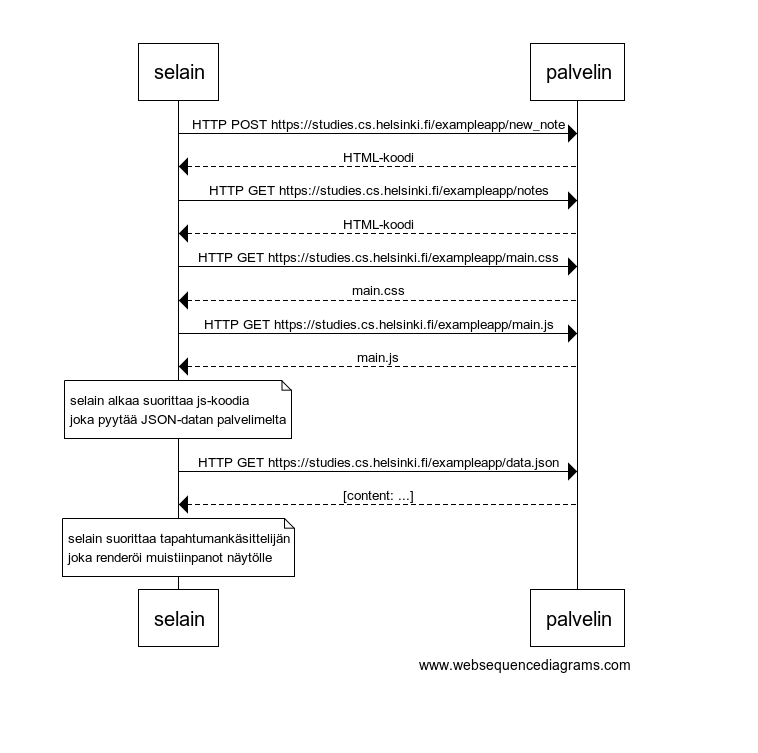 selain palvelin
HTTP POST https://studies.cs.helsinki.fi/exampleapp/new_note
HTML-koodi
HTTP GET https://studies.cs.helsinki.fi/exampleapp/notes
HTML-koodi
HTTP GET https://studies.cs.helsinki.fi/exampleapp/main.css
main.css
HTTP GET https://studies.cs.helsinki.fi/exampleapp/main.js
main.js
selain alkaa suorittaa js-koodia
joka pyytää JSON-datan palvelimelta
HTTP GET https://studies.cs.helsinki.fi/exampleapp/data.json
[content: ...]
selain suorittaa tapahtumankäsittelijän
joka renderöi muistiinpanot näytölle
selain palvelin
www.websequencediagrams.com